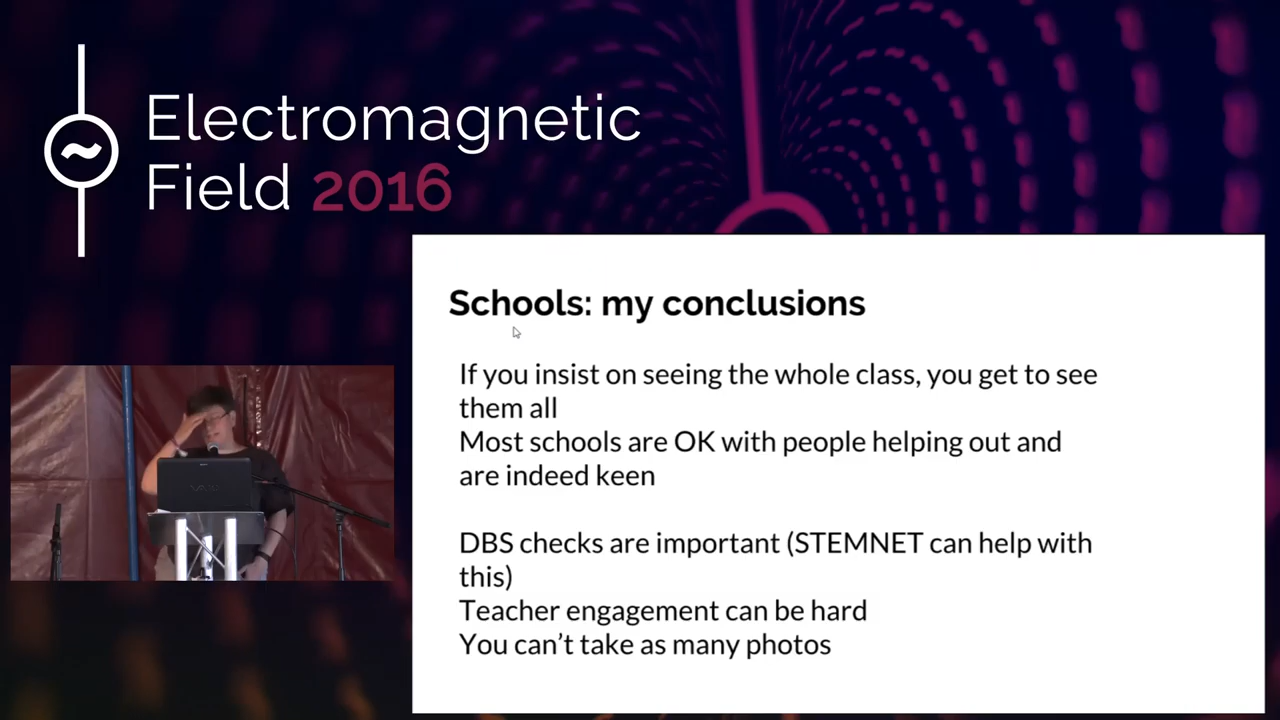 Electromagnetic
Field 2016
Schools: my conclusions
If you insist on seeing the whole class, you get to see
them all
Most schools are OK with people helping out and
are indeed keen
DBS checks are important (STEMNET can help with
this)
Teacher engagement can be hard
You can't take as many photos
VAIO